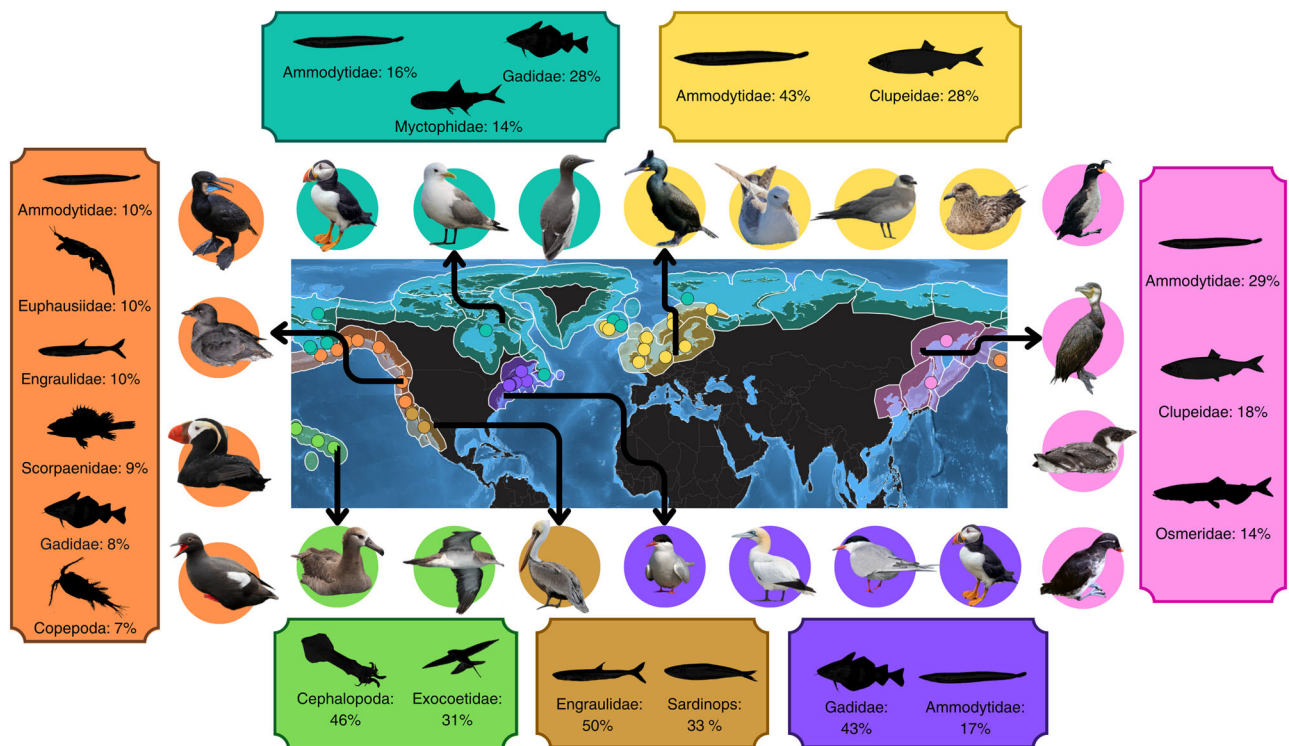 Ammodytidae: 16%
Gadidae: 28%
Myctophidae: 14%
Ammodytidae: 43%
Clupeidae: 28%
Ammodytidae: 10%
Euphausiidae: 10%
Engraulidae: 10%
Scorpaenidae: 9%
Gadidae: 8%
Copepoda: 7%
Ammodytidae: 29%
Clupeidae: 18%
Osmeridae: 14%
Cephalopoda:
46%
Exocoetidae:
31%
Engraulidae:
50%
Sardinops:
33 %
Gadidae:
43%
Ammodytidae:
17%